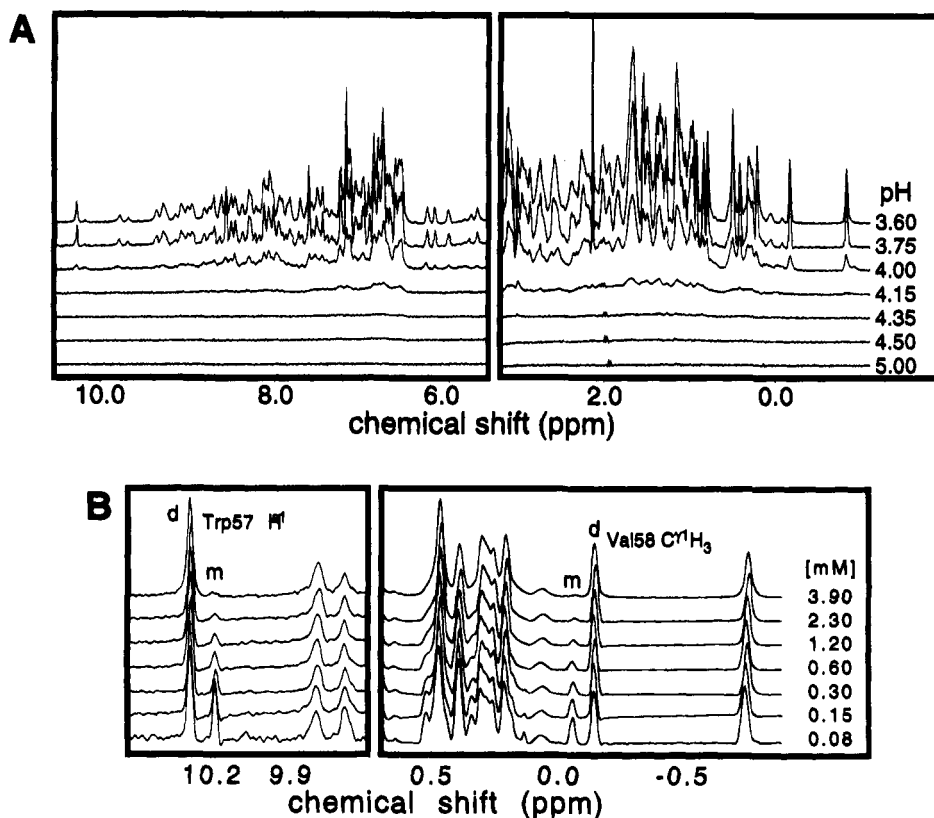 A
pH
3.60
3.75
4.00
4.15
4.35
4.50
5.00
10.0 8.0 6.0 2.0 0.0
chemical shift (ppm)
B
d Trp57
m
d Val58 Cγ1H3
m
[mM]
3.90
2.30
1.20
0.60
0.30
0.15
0.08
10.2 9.9 0.5 0.0 -0.5
chemical shift (ppm)